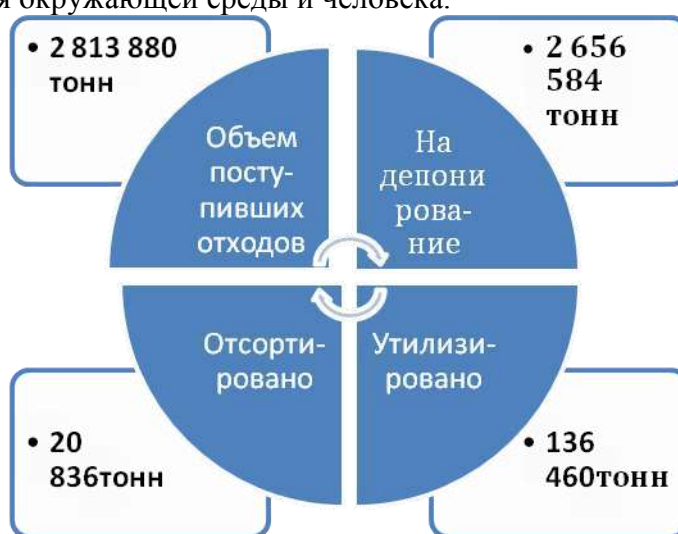 я окружающей среды и человека.
• 2 813 880
тонн
Объем
посту-
пивших
отходов
• 2 656
584
тонн
На
депони
рова-
ние
Отсорти-
ровано
• 20
836тонн
Утилизи-
ровано
• 136
460тонн